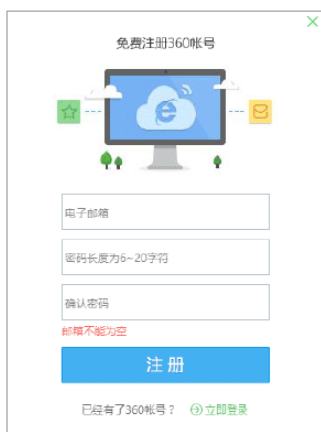 免费注册360帐号
电子邮箱
密码长度为6~20字符
确认密码
邮箱不能为空
注 册
已经有了360帐号？ 立即登录